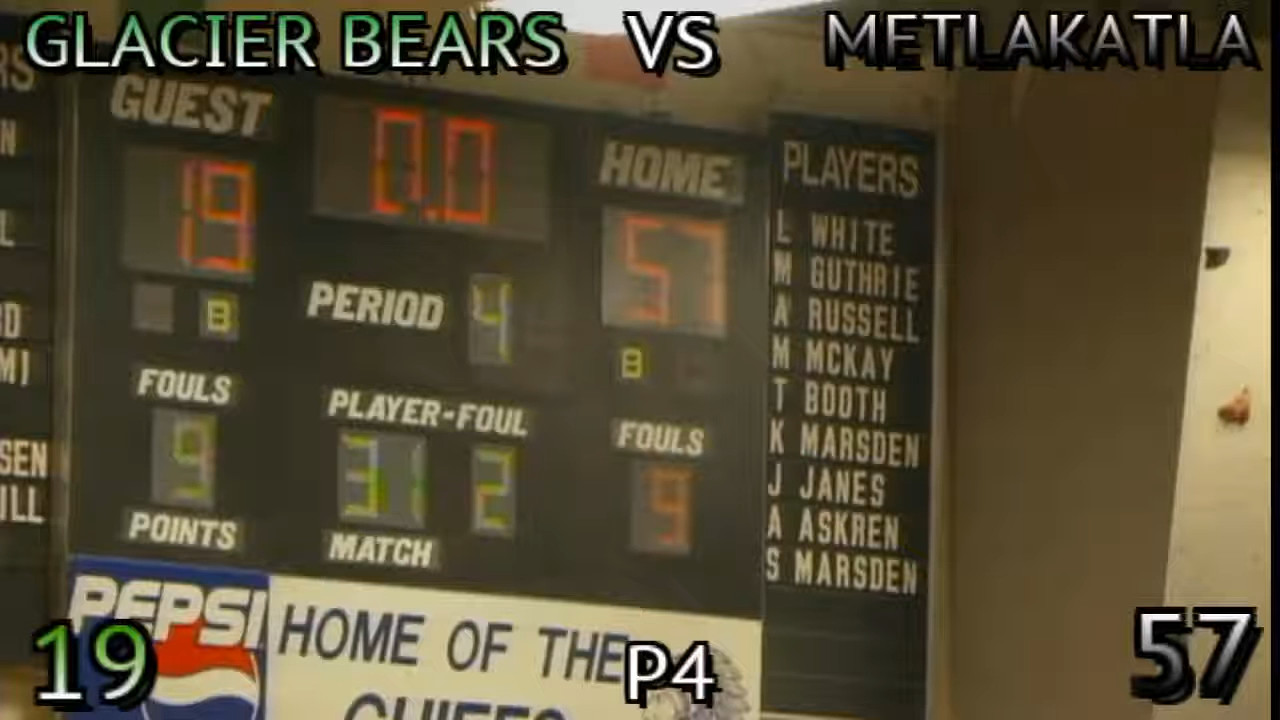 GLACIER BEARS VS METLAKATLA
GUEST
0.0
HOME
19
57
B
PERIOD 4
B
FOULS
PLAYER-FOUL
FOULS
9
31 2
9
POINTS
MATCH
PLAYERS
L WHITE
M GUTHRIE
A RUSSELL
M MCKAY
T BOOTH
K MARSDEN
J JANES
A ASKREN
S MARSDEN
PEPSI
HOME OF THE
CHIEFS
19
P4
57